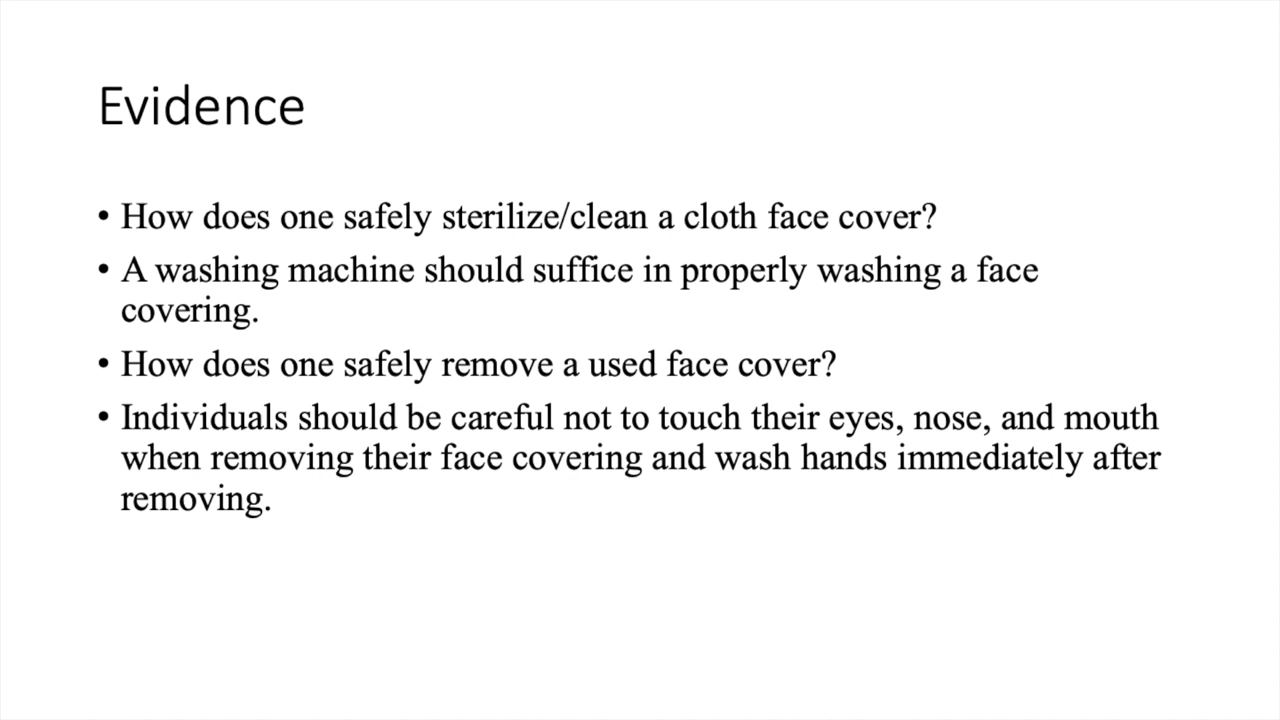 Evidence
• How does one safely sterilize/clean a cloth face cover?
• A washing machine should suffice in properly washing a face
covering.
• How does one safely remove a used face cover?
• Individuals should be careful not to touch their eyes, nose, and mouth
when removing their face covering and wash hands immediately after
removing.